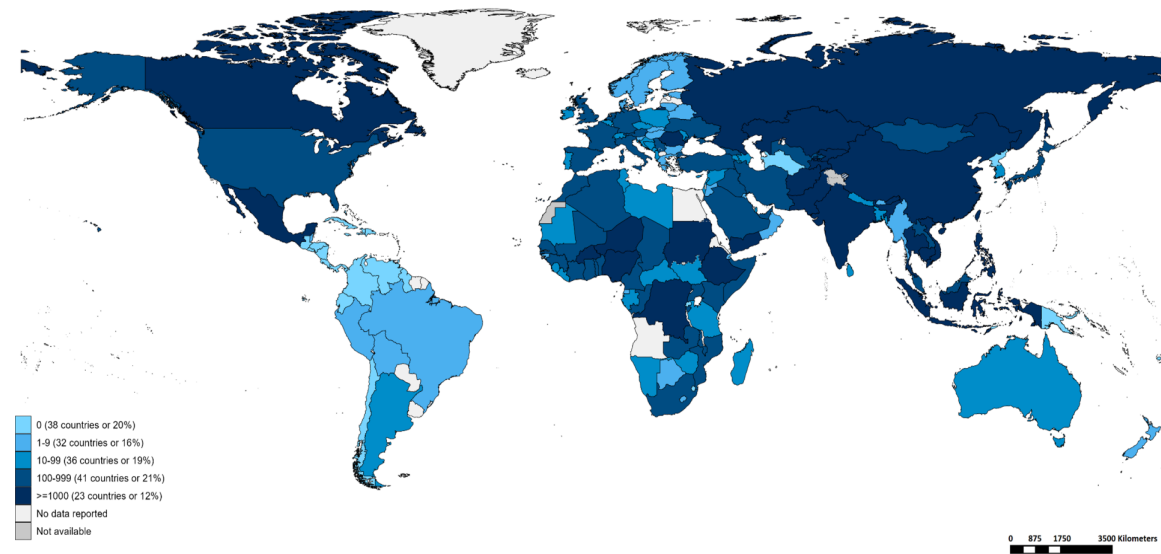 0 (38 countries or 20%)
1-9 (32 countries or 16%)
10-99 (36 countries or 19%)
100-999 (41 countries or 21%)
>=1000 (23 countries or 12%)
No data reported
Not available
0 875 1750 3500 Kilometers